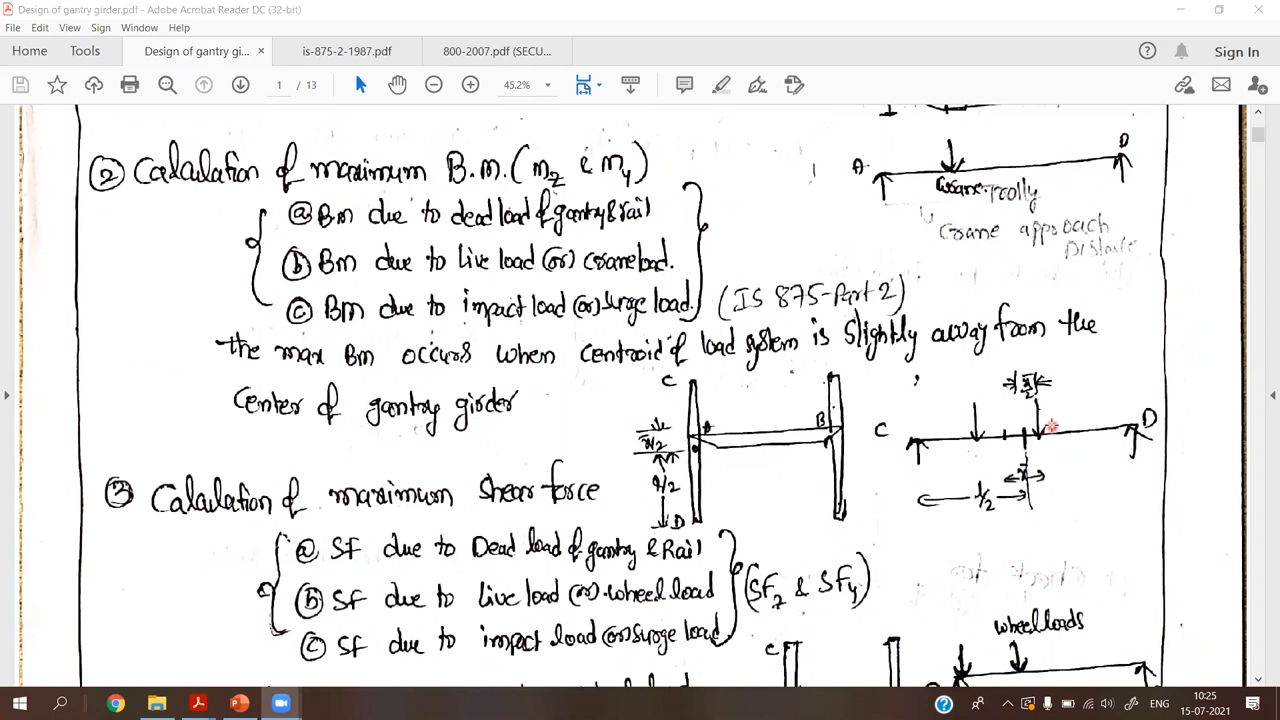 Design of gantry girder.pdf - Adobe Acrobat Reader DC (32-bit)
File Edit View Sign Window Help
Home Tools Design of gantry gi... × is-875-2-1987.pdf 800-2007.pdf (SECU... Sign In
1 / 13 45.2%
② Calculation of maximum B.M. (Mz & My)
ⓐ BM due to dead load of gantry & rail
ⓑ BM due to Live load (or) crane load.
ⓒ BM due to impact load (or) surge load. (IS 875-Part 2)
the max BM occurs when centroid of load system is slightly away from the
center of gantry girder
A D
crane
crane approach
Distance
C A B D
x̄/2
l/2
C D
x̄/2
x̄
l/2
③ Calculation of maximum shear force
ⓐ SF due to Dead load of gantry & Rail
ⓑ SF due to Live load (or) wheel load
ⓒ SF due to impact load (or) surge load
(SFz & SFy)
C
wheel loads
ENG
10:25
15-07-2021